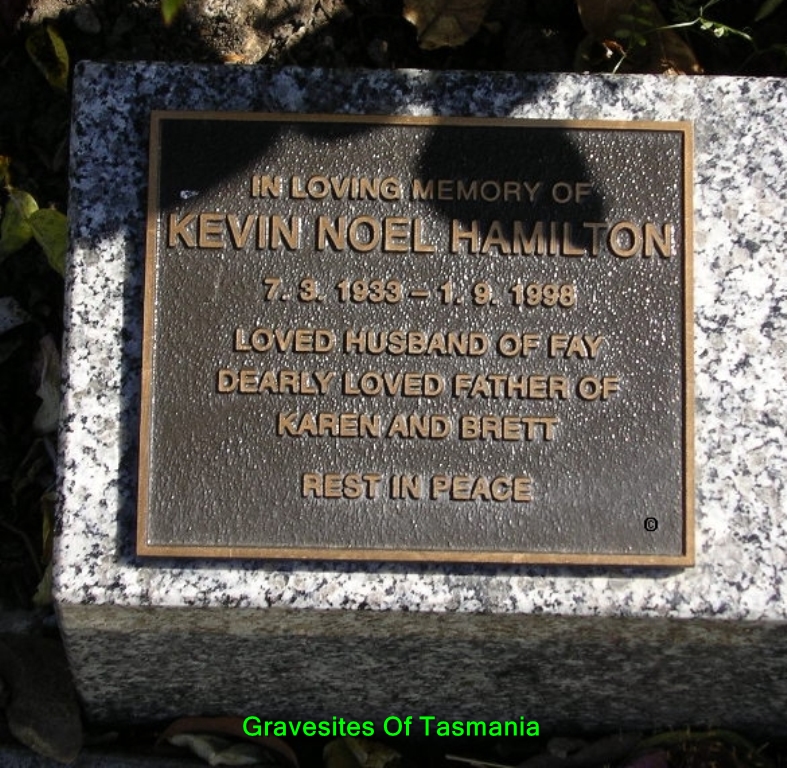 IN LOVING MEMORY OF
KEVIN NOEL HAMILTON
7. 3. 1933 – 1. 9. 1998
LOVED HUSBAND OF FAY
DEARLY LOVED FATHER OF
KAREN AND BRETT
REST IN PEACE
©
Gravesites Of Tasmania